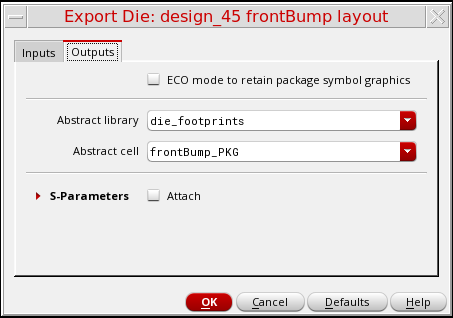 Export Die: design_45 frontBump layout
Inputs Outputs
ECO mode to retain package symbol graphics
Abstract library die_footprints
Abstract cell frontBump_PKG
S-Parameters Attach
OK Cancel Defaults Help